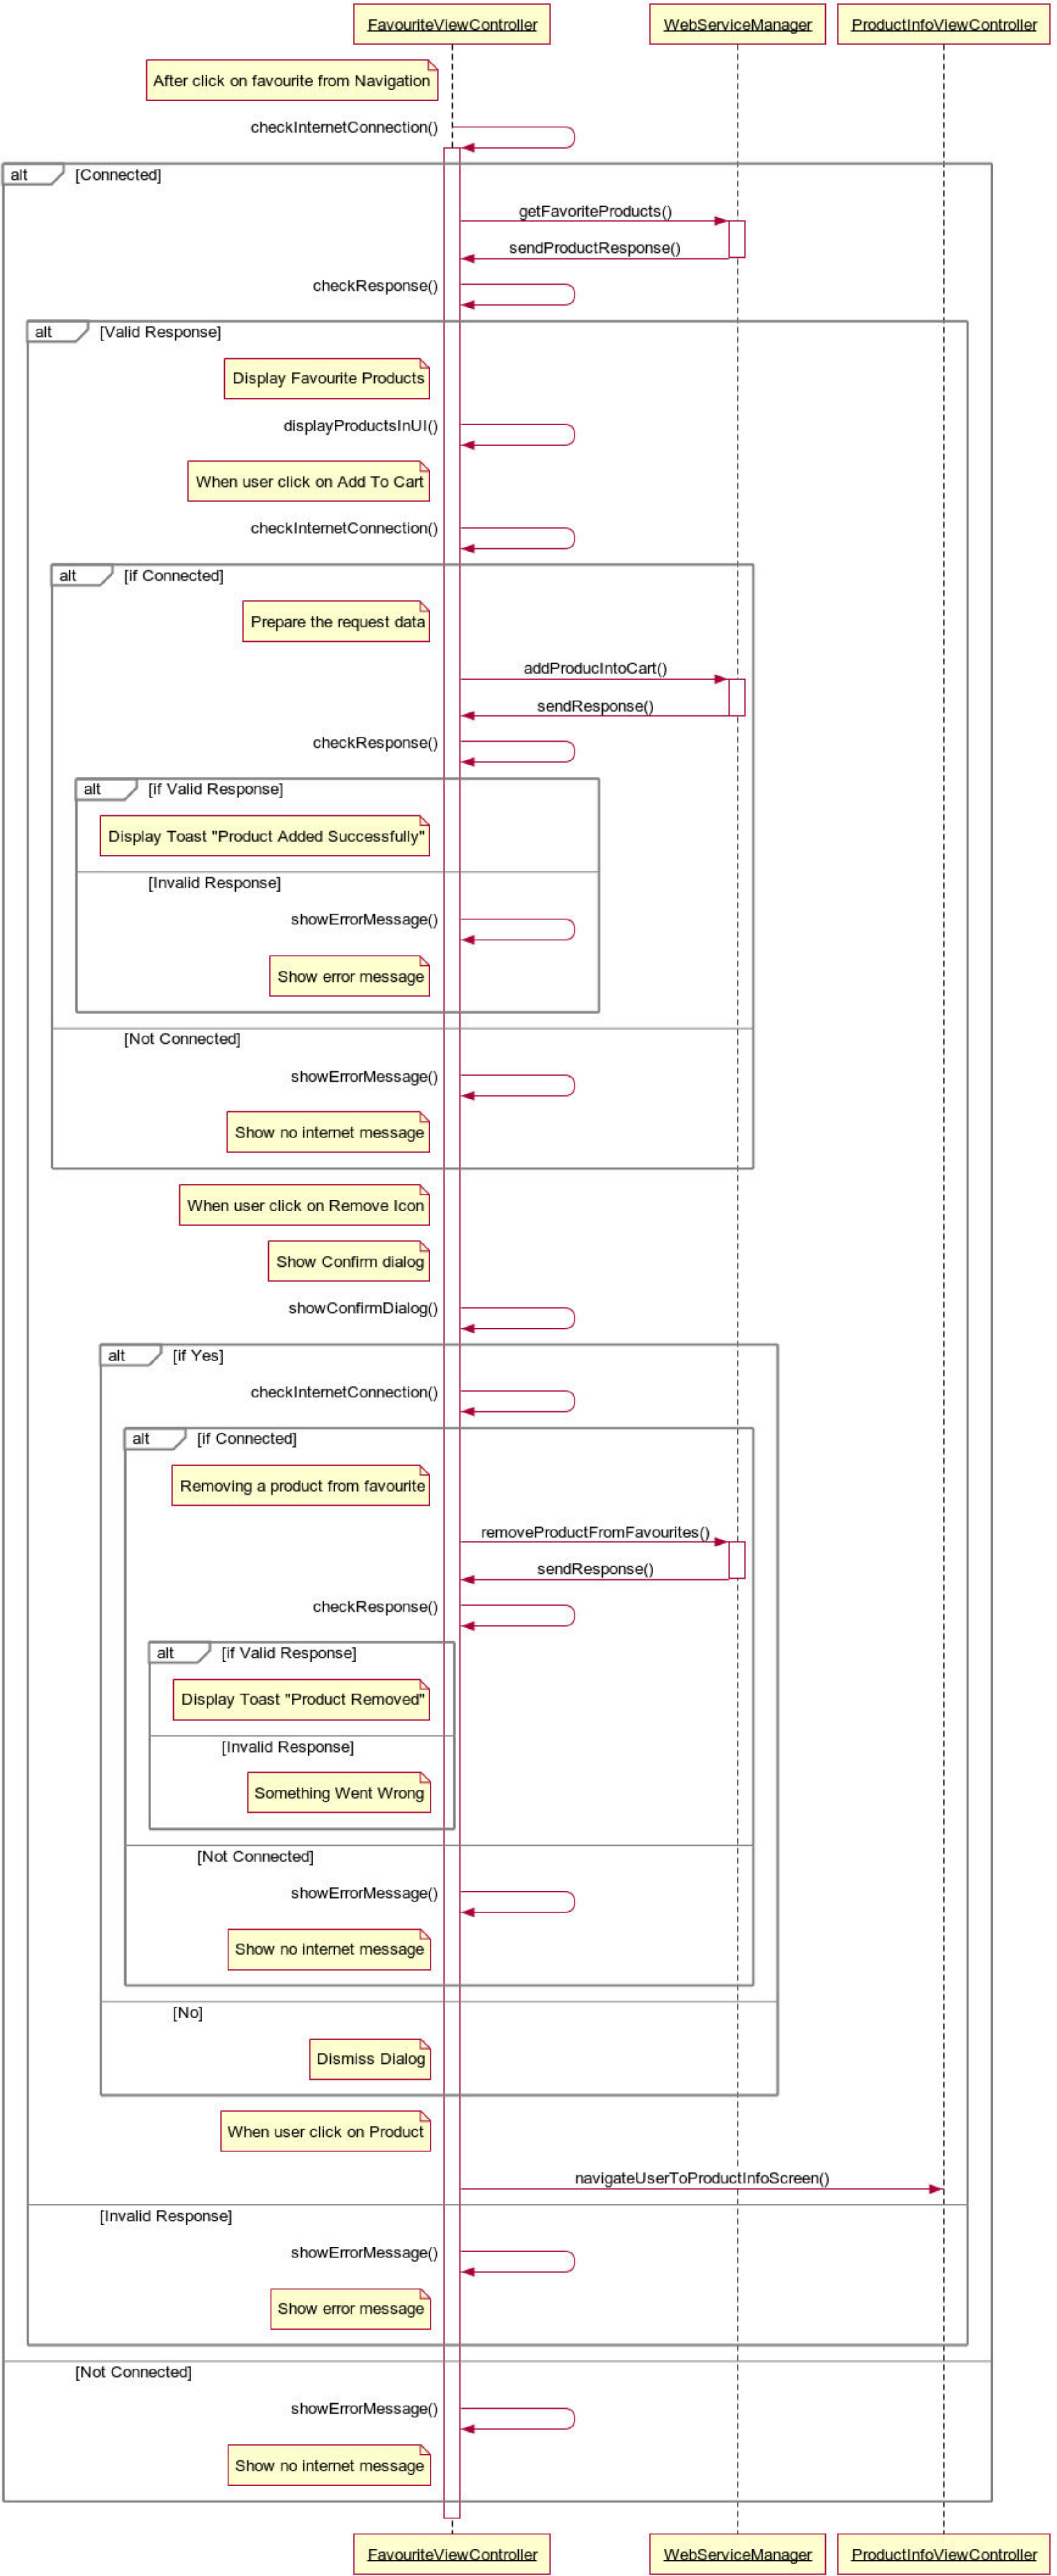 FavouriteViewController
WebServiceManager
ProductInfoViewController
After click on favourite from Navigation
checkInternetConnection()
alt
[Connected]
getFavoriteProducts()
sendProductResponse()
checkResponse()
alt
[Valid Response]
Display Favourite Products
displayProductsInUI()
When user click on Add To Cart
checkInternetConnection()
alt
[if Connected]
Prepare the request data
addProducIntoCart()
sendResponse()
checkResponse()
alt
[if Valid Response]
Display Toast "Product Added Successfully"
[Invalid Response]
showErrorMessage()
Show error message
[Not Connected]
showErrorMessage()
Show no internet message
When user click on Remove Icon
Show Confirm dialog
showConfirmDialog()
alt
[if Yes]
checkInternetConnection()
alt
[if Connected]
Removing a product from favourite
removeProductFromFavourites()
sendResponse()
checkResponse()
alt
[if Valid Response]
Display Toast "Product Removed"
[Invalid Response]
Something Went Wrong
[Not Connected]
showErrorMessage()
Show no internet message
[No]
Dismiss Dialog
When user click on Product
navigateUserToProductInfoScreen()
[Invalid Response]
showErrorMessage()
Show error message
[Not Connected]
showErrorMessage()
Show no internet message
FavouriteViewController
WebServiceManager
ProductInfoViewController